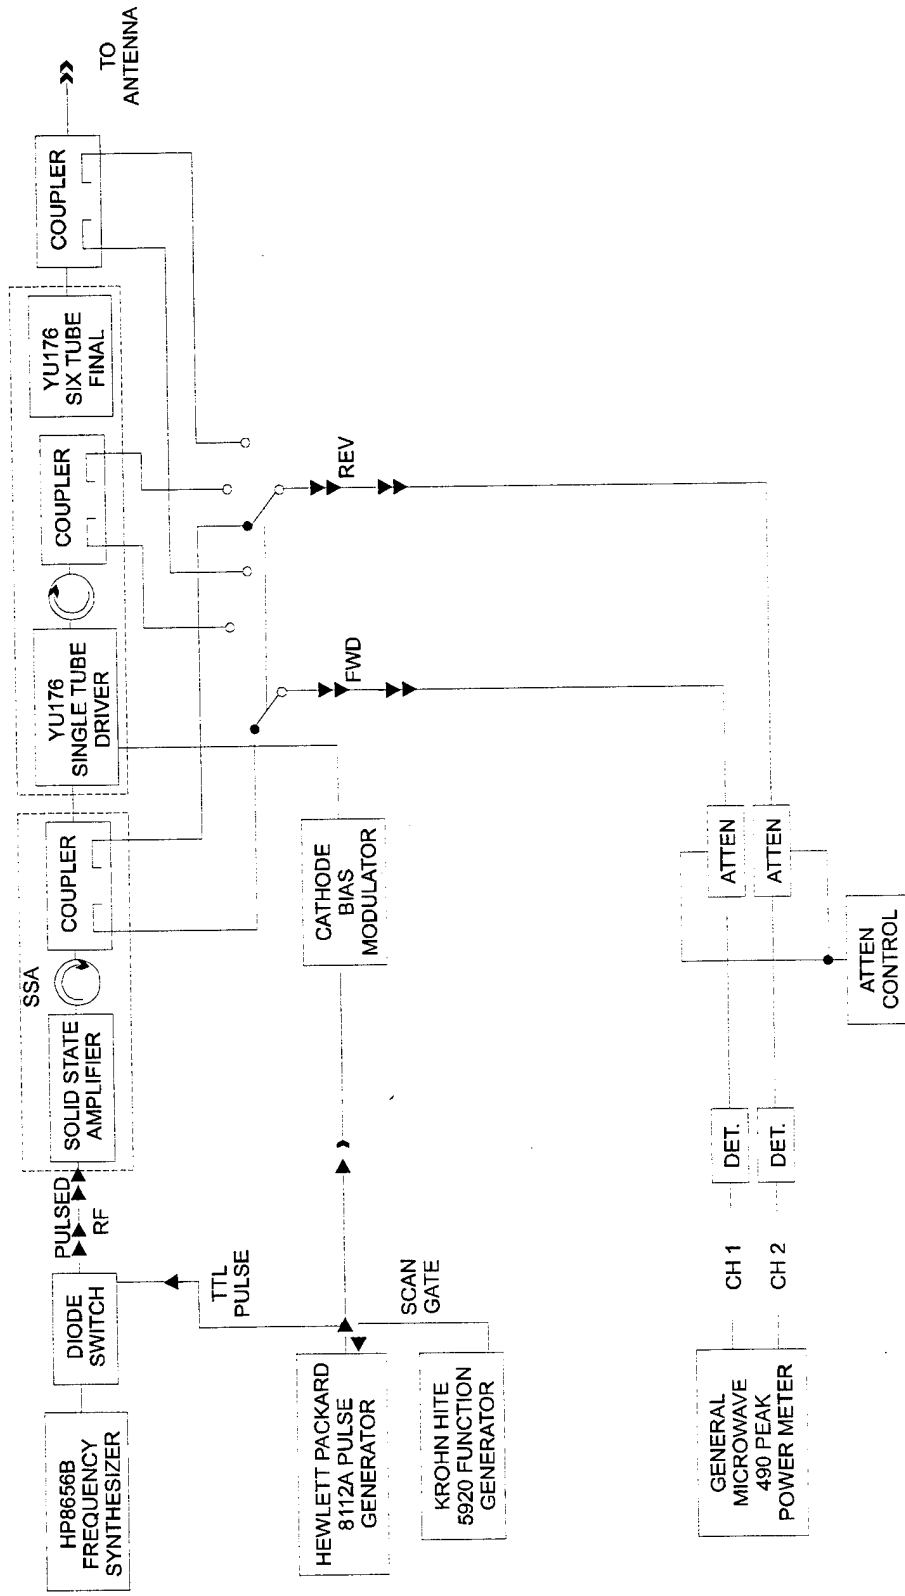 HP8656B
FREQUENCY
SYNTHESIZER
DIODE
SWITCH
PULSED
RF
SSA
SOLID STATE
AMPLIFIER
COUPLER
YU176
SINGLE TUBE
DRIVER
COUPLER
YU176
SIX TUBE
FINAL
COUPLER
TO
ANTENNA
TTL
PULSE
HEWLETT PACKARD
8112A PULSE
GENERATOR
SCAN
GATE
KROHN HITE
5920 FUNCTION
GENERATOR
CATHODE
BIAS
MODULATOR
FWD
REV
GENERAL
MICROWAVE
490 PEAK
POWER METER
CH 1
CH 2
DET.
DET.
ATTEN
ATTEN
ATTEN
CONTROL